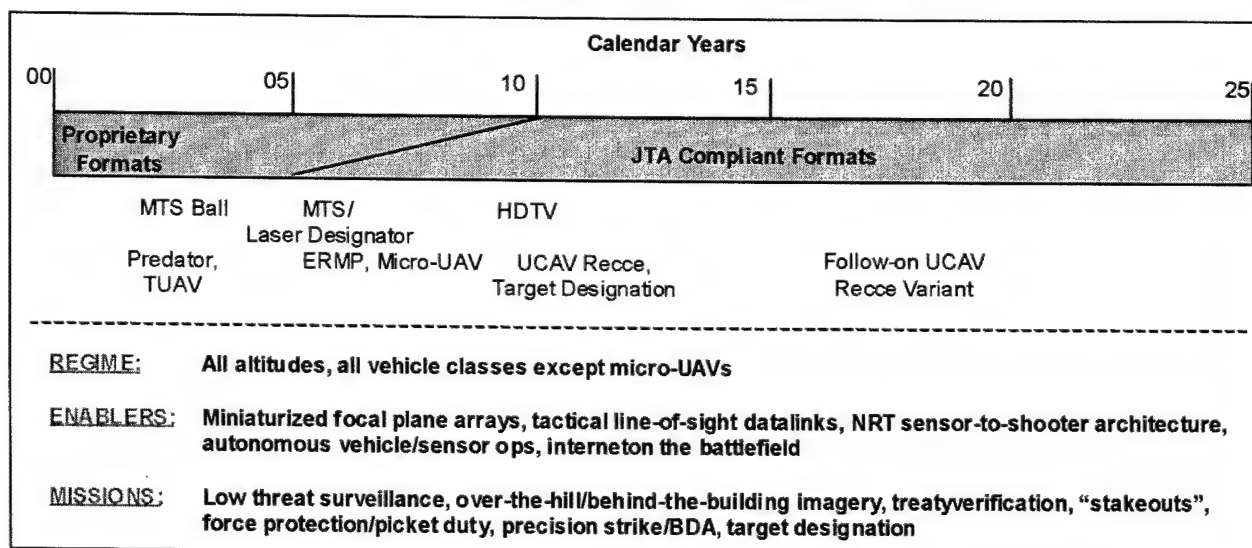 Calendar Years
00 05 10 15 20 25
Proprietary
Formats
JTA Compliant Formats
MTS Ball MTS/ HDTV
Laser Designator
Predator, ERMP, Micro-UAV UCAV Recce, Follow-on UCAV
TUAV Target Designation Recce Variant
REGIME: All altitudes, all vehicle classes except micro-UAVs
ENABLERS: Miniaturized focal plane arrays, tactical line-of-sight datalinks, NRT sensor-to-shooter architecture,
autonomous vehicle/sensor ops, interneton the battlefield
MISSIONS: Low threat surveillance, over-the-hill/behind-the-building imagery, treatyverification, “stakeouts”,
force protection/picket duty, precision strike/BDA, target designation